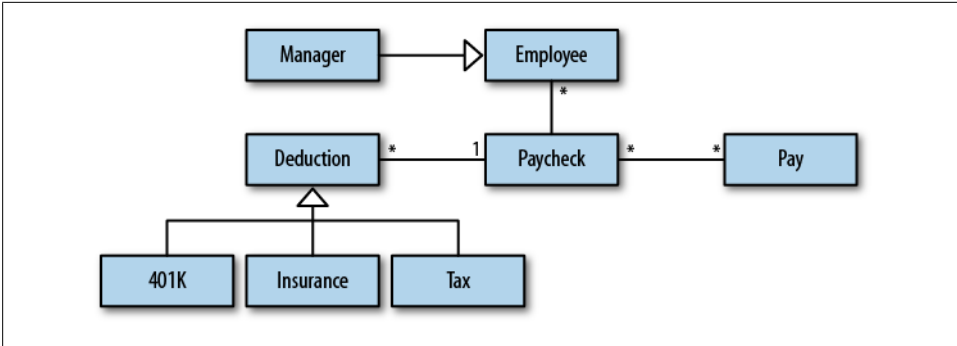 Manager
Employee
*
Deduction
*
1
Paycheck
*
*
Pay
401K
Insurance
Tax